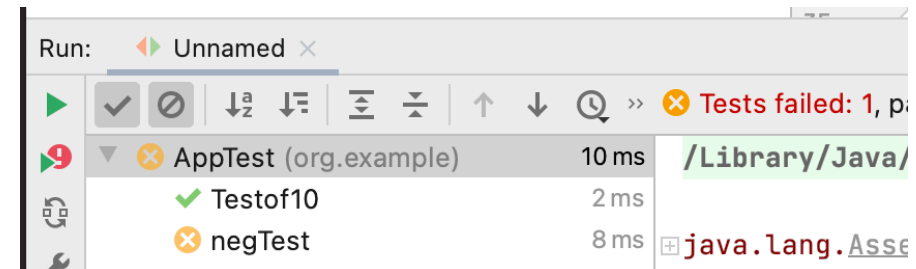 Run: Unnamed
Tests failed: 1,
AppTest (org.example) 10 ms /Library/Java/
Testof10 2 ms
negTest 8 ms java.lang.Asse